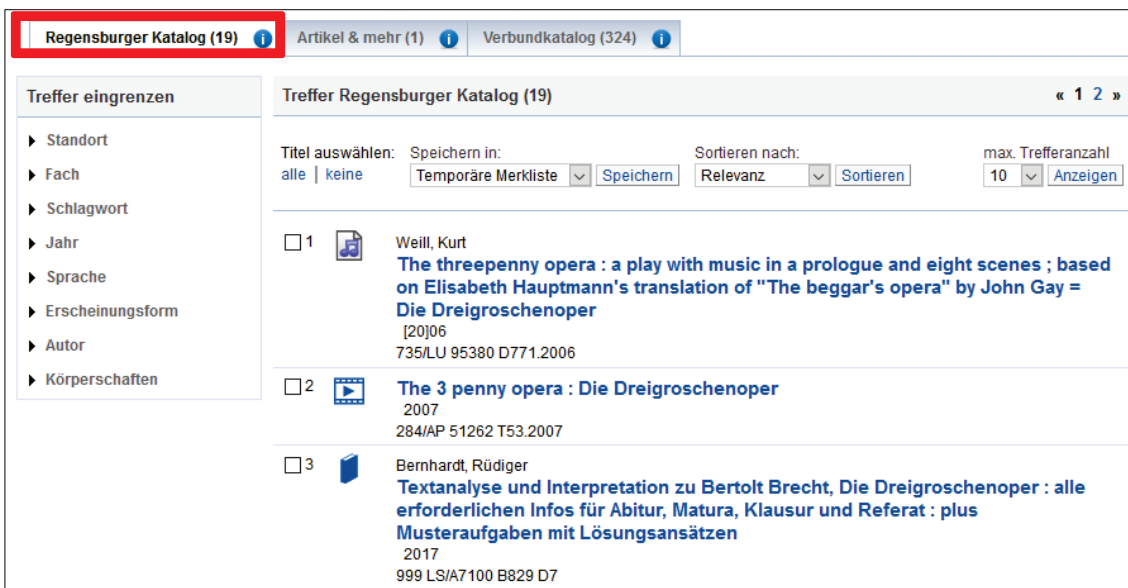 Regensburger Katalog (19) i Artikel & mehr (1) i Verbundkatalog (324) i
Treffer eingrenzen
Standort
Fach
Schlagwort
Jahr
Sprache
Erscheinungsform
Autor
Körperschaften
Treffer Regensburger Katalog (19) « 1 2 »
Titel auswählen: Speichern in: Sortieren nach: max. Trefferanzahl
alle | keine Temporäre Merkliste Speichern Relevanz Sortieren 10 Anzeigen
1 Weill, Kurt
The threepenny opera : a play with music in a prologue and eight scenes ; based
on Elisabeth Hauptmann's translation of "The beggar's opera" by John Gay =
Die Dreigroschenoper
[20]06
735/LU 95380 D771.2006
2 The 3 penny opera : Die Dreigroschenoper
2007
284/AP 51262 T53.2007
3 Bernhardt, Rüdiger
Textanalyse und Interpretation zu Bertolt Brecht, Die Dreigroschenoper : alle
erforderlichen Infos für Abitur, Matura, Klausur und Referat : plus
Musteraufgaben mit Lösungsansätzen
2017
999 LS/A7100 B829 D7